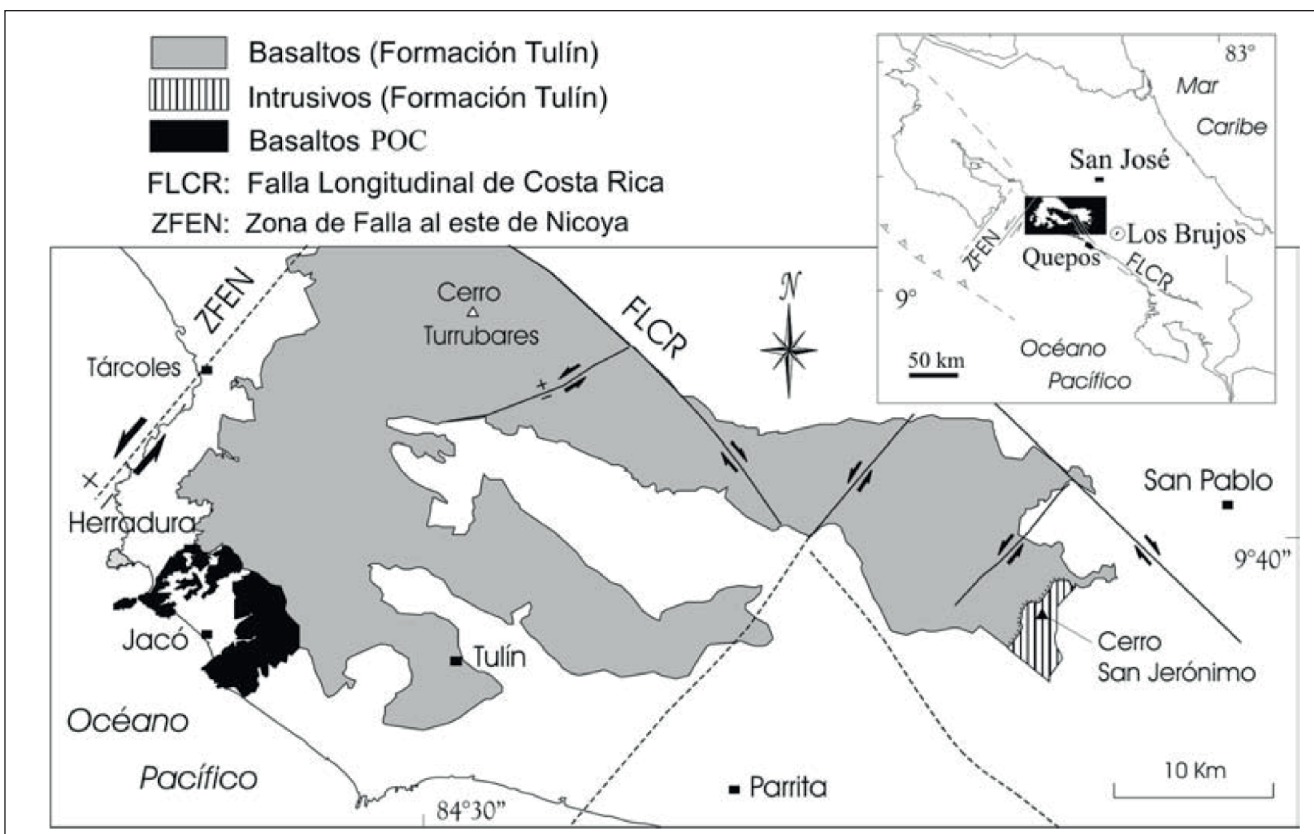 Basaltos (Formación Tulín)
Intrusivos (Formación Tulín)
Basaltos POC
FLCR: Falla Longitudinal de Costa Rica
ZFEN: Zona de Falla al este de Nicoya
83°
Mar
Caribe
San José
Los Brujos
ZFEN
Quepos
FLCR
9°
50 km
Océano
Pacífico
ZFEN
Cerro
Turrubares
FLCR
N
Tárcoles
+
-
+
San Pablo
Herradura
9°40"
Jacó
Tulín
Cerro
San Jerónimo
Océano
Pacífico
Parrita
10 Km
84°30"